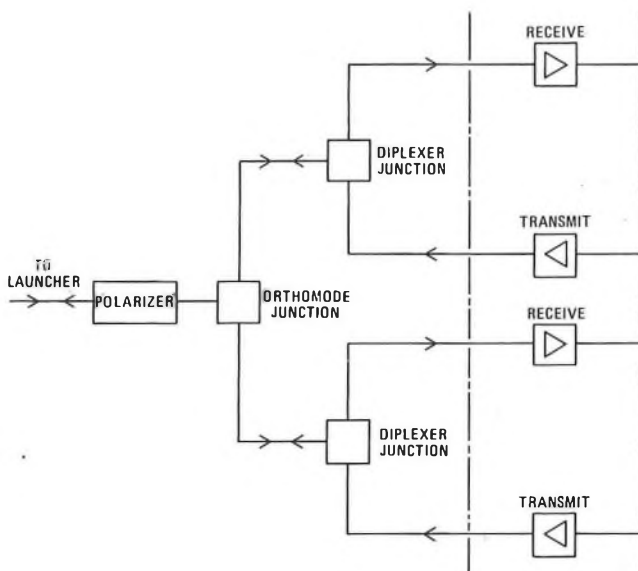 RECEIVE
DIPLEXER
JUNCTION
TRANSMIT
TO
LAUNCHER
POLARIZER
ORTHOMODE
JUNCTION
RECEIVE
DIPLEXER
JUNCTION
TRANSMIT